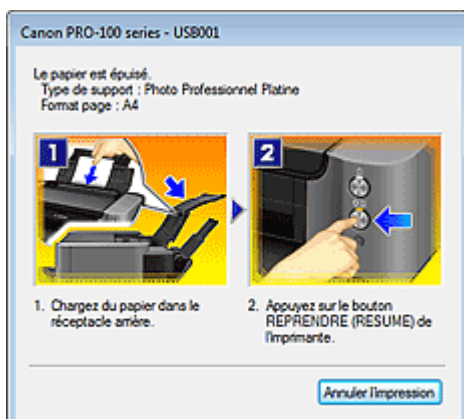 Canon PRO-100 series - USB001
Le papier est épuisé.
Type de support : Photo Professionnel Platine
Format page : A4
1
2
1. Chargez du papier dans le
réceptacle arrière.
2. Appuyez sur le bouton
REPRENDRE (RESUME) de
l'imprimante.
Annuler l'impression